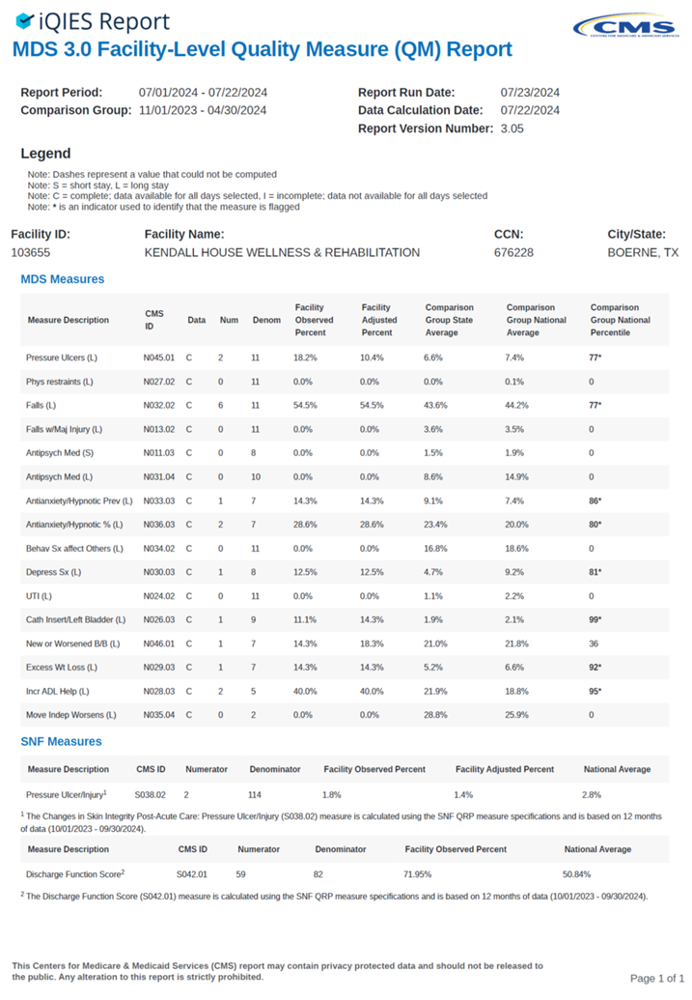 iQIES Report
CMS
CENTERS FOR MEDICARE & MEDICAID SERVICES
MDS 3.0 Facility-Level Quality Measure (QM) Report
Report Period: 07/01/2024 - 07/22/2024 Report Run Date: 07/23/2024
Comparison Group: 11/01/2023 - 04/30/2024 Data Calculation Date: 07/22/2024
Report Version Number: 3.05
Legend
Note: Dashes represent a value that could not be computed
Note: S = short stay, L = long stay
Note: C = complete; data available for all days selected, I = incomplete; data not available for all days selected
Note: * is an indicator used to identify that the measure is flagged
Facility ID: Facility Name: CCN: City/State:
103655 KENDALL HOUSE WELLNESS & REHABILITATION 676228 BOERNE, TX
MDS Measures
Measure Description CMS ID Data Num Denom Facility Observed Percent Facility Adjusted Percent Comparison Group State Average Comparison Group National Average Comparison Group National Percentile
Pressure Ulcers (L) N045.01 C 2 11 18.2% 10.4% 6.6% 7.4% 77*
Phys restraints (L) N027.02 C 0 11 0.0% 0.0% 0.0% 0.1% 0
Falls (L) N032.02 C 6 11 54.5% 54.5% 43.6% 44.2% 77*
Falls w/Maj Injury (L) N013.02 C 0 11 0.0% 0.0% 3.6% 3.5% 0
Antipsych Med (S) N011.03 C 0 8 0.0% 0.0% 1.5% 1.9% 0
Antipsych Med (L) N031.04 C 0 10 0.0% 0.0% 8.6% 14.9% 0
Antianxiety/Hypnotic Prev (L) N033.03 C 1 7 14.3% 14.3% 9.1% 7.4% 86*
Antianxiety/Hypnotic % (L) N036.03 C 2 7 28.6% 28.6% 23.4% 20.0% 80*
Behav Sx affect Others (L) N034.02 C 0 11 0.0% 0.0% 16.8% 18.6% 0
Depress Sx (L) N030.03 C 1 8 12.5% 12.5% 4.7% 9.2% 81*
UTI (L) N024.02 C 0 11 0.0% 0.0% 1.1% 2.2% 0
Cath Insert/Left Bladder (L) N026.03 C 1 9 11.1% 14.3% 1.9% 2.1% 99*
New or Worsened B/B (L) N046.01 C 1 7 14.3% 18.3% 21.0% 21.8% 36
Excess Wt Loss (L) N029.03 C 1 7 14.3% 14.3% 5.2% 6.6% 92*
Incr ADL Help (L) N028.03 C 2 5 40.0% 40.0% 21.9% 18.8% 95*
Move Indep Worsens (L) N035.04 C 0 2 0.0% 0.0% 28.8% 25.9% 0
SNF Measures
Measure Description CMS ID Numerator Denominator Facility Observed Percent Facility Adjusted Percent National Average
Pressure Ulcer/Injury¹ S038.02 2 114 1.8% 1.4% 2.8%
¹ The Changes in Skin Integrity Post-Acute Care: Pressure Ulcer/Injury (S038.02) measure is calculated using the SNF QRP measure specifications and is based on 12 months
of data (10/01/2023 - 09/30/2024).
Measure Description CMS ID Numerator Denominator Facility Observed Percent National Average
Discharge Function Score² S042.01 59 82 71.95% 50.84%
² The Discharge Function Score (S042.01) measure is calculated using the SNF QRP measure specifications and is based on 12 months of data (10/01/2023 - 09/30/2024).
This Centers for Medicare & Medicaid Services (CMS) report may contain privacy protected data and should not be released to
the public. Any alteration to this report is strictly prohibited.
Page 1 of 1